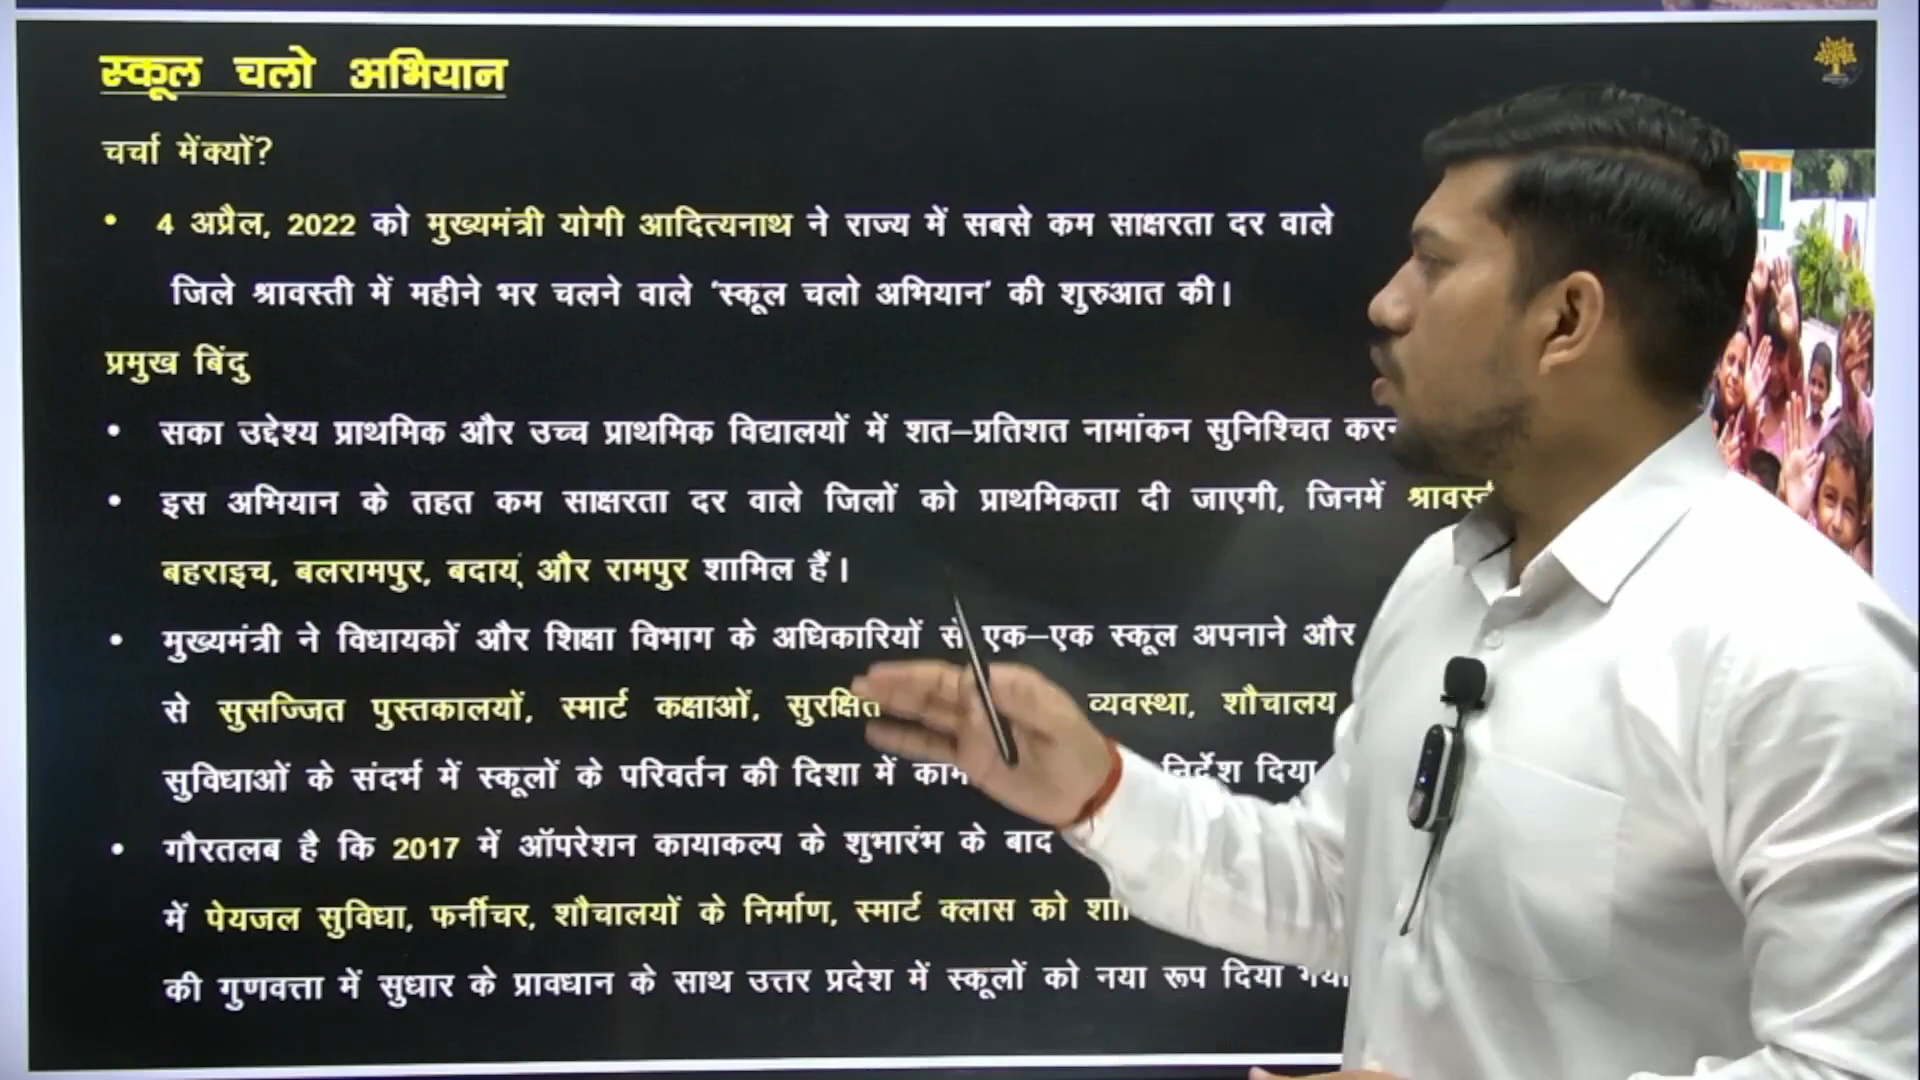 स्कूल चलो अभियान
चर्चा में क्यों?
• 4 अप्रैल, 2022 को मुख्यमंत्री योगी आदित्यनाथ ने राज्य में सबसे कम साक्षरता दर वाले
जिले श्रावस्ती में महीने भर चलने वाले 'स्कूल चलो अभियान' की शुरुआत की।
प्रमुख बिंदु
• सका उद्देश्य प्राथमिक और उच्च प्राथमिक विद्यालयों में शत–प्रतिशत नामांकन सुनिश्चित
• इस अभियान के तहत कम साक्षरता दर वाले जिलों को प्राथमिकता दी जाएगी, जिनमें
बहराइच, बलरामपुर, बदायूं और रामपुर शामिल हैं।
• मुख्यमंत्री ने विधायकों और शिक्षा विभाग के अधिकारियों से एक–एक स्कूल अपनाने और
से सुसज्जित पुस्तकालयों, स्मार्ट कक्षाओं, सुरक्षित व्यवस्था, शौचालय
सुविधाओं के संदर्भ में स्कूलों के परिवर्तन की दिशा में निर्देश दिया
• गौरतलब है कि 2017 में ऑपरेशन कायाकल्प के शुभारंभ के बाद
में पेयजल सुविधा, फर्नीचर, शौचालयों के निर्माण, स्मार्ट क्लास को
की गुणवत्ता में सुधार के प्रावधान के साथ उत्तर प्रदेश में स्कूलों को नया रूप दिया गया